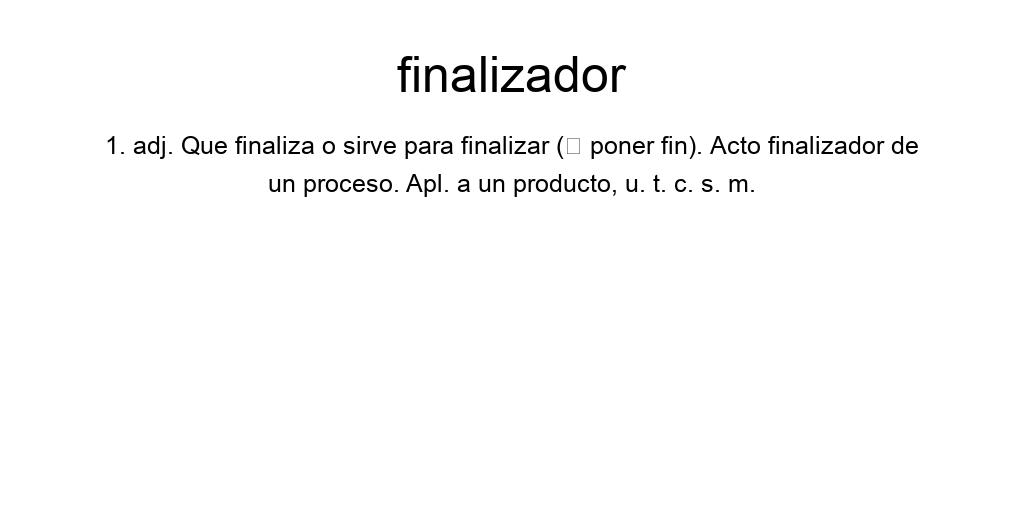 finalizador
1. adj. Que finaliza o sirve para finalizar (□ poner fin). Acto finalizador de
un proceso. Apl. a un producto, u. t. c. s. m.